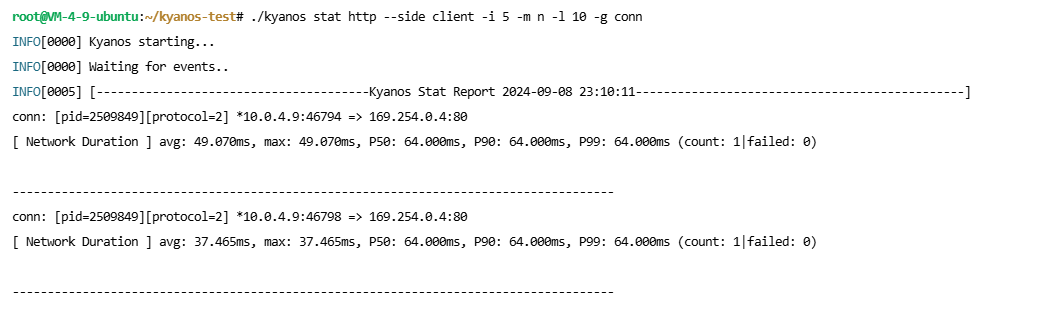 root@VM-4-9-ubuntu:~/kyanos-test# ./kyanos stat http --side client -i 5 -m n -l 10 -g conn
INFO[0000] Kyanos starting...
INFO[0000] Waiting for events..
INFO[0005] [---------------------------------------Kyanos Stat Report 2024-09-08 23:10:11-----------------------------------------------]
conn: [pid=2509849][protocol=2] *10.0.4.9:46794 => 169.254.0.4:80
[ Network Duration ] avg: 49.070ms, max: 49.070ms, P50: 64.000ms, P90: 64.000ms, P99: 64.000ms (count: 1|failed: 0)
--------------------------------------------------------------------------------------
conn: [pid=2509849][protocol=2] *10.0.4.9:46798 => 169.254.0.4:80
[ Network Duration ] avg: 37.465ms, max: 37.465ms, P50: 64.000ms, P90: 64.000ms, P99: 64.000ms (count: 1|failed: 0)
--------------------------------------------------------------------------------------